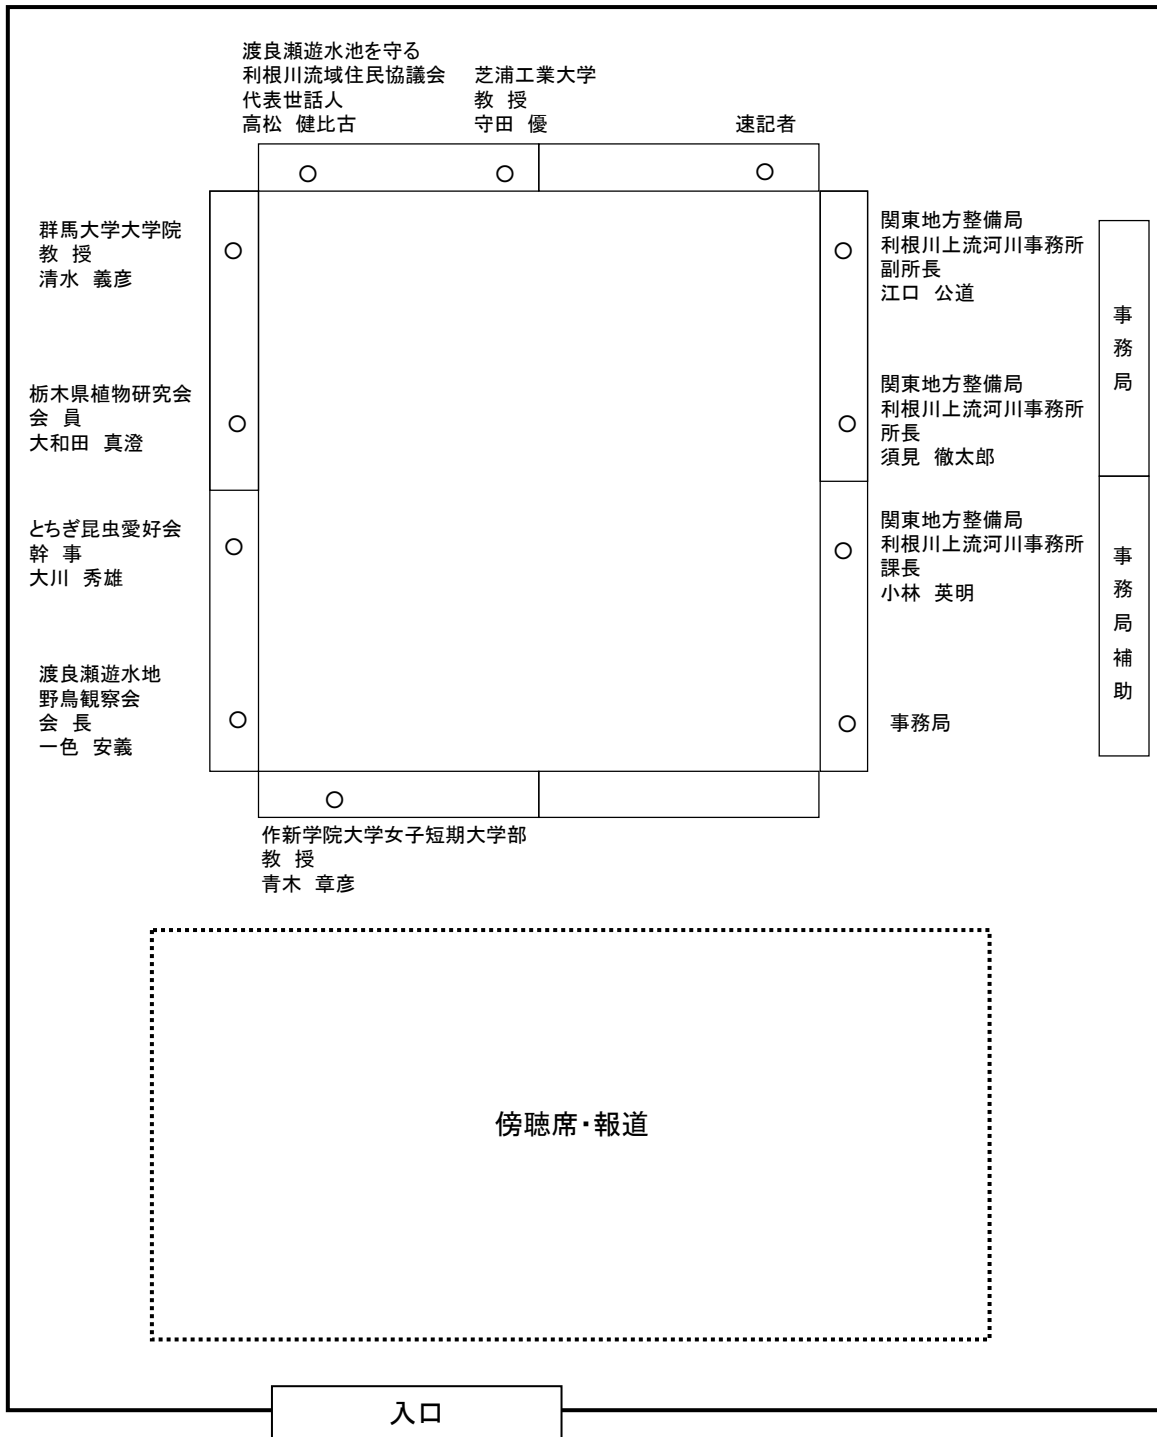 渡良瀬遊水池を守る
利根川流域住民協議会
代表世話人
高松 健比古
芝浦工業大学
教 授
守田 優
速記者
群馬大学大学院
教 授
清水 義彦
栃木県植物研究会
会 員
大和田 真澄
とちぎ昆虫愛好会
幹 事
大川 秀雄
渡良瀬遊水地
野鳥観察会
会 長
一色 安義
関東地方整備局
利根川上流河川事務所
副所長
江口 公道
関東地方整備局
利根川上流河川事務所
所長
須見 徹太郎
関東地方整備局
利根川上流河川事務所
課長
小林 英明
事務局
事務局
事務局補助
作新学院大学女子短期大学部
教 授
青木 章彦
傍聴席・報道
入口